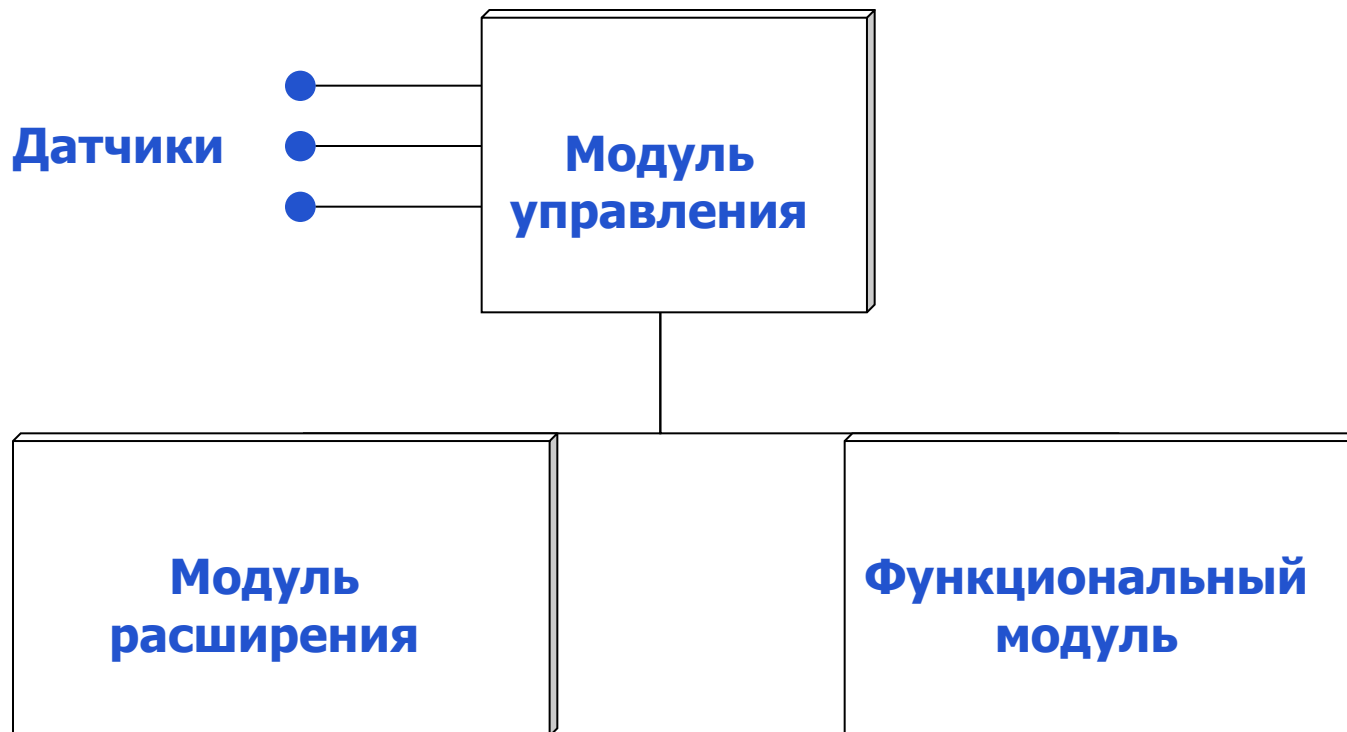 Датчики
Модуль
управления
Модуль
расширения
Функциональный
модуль